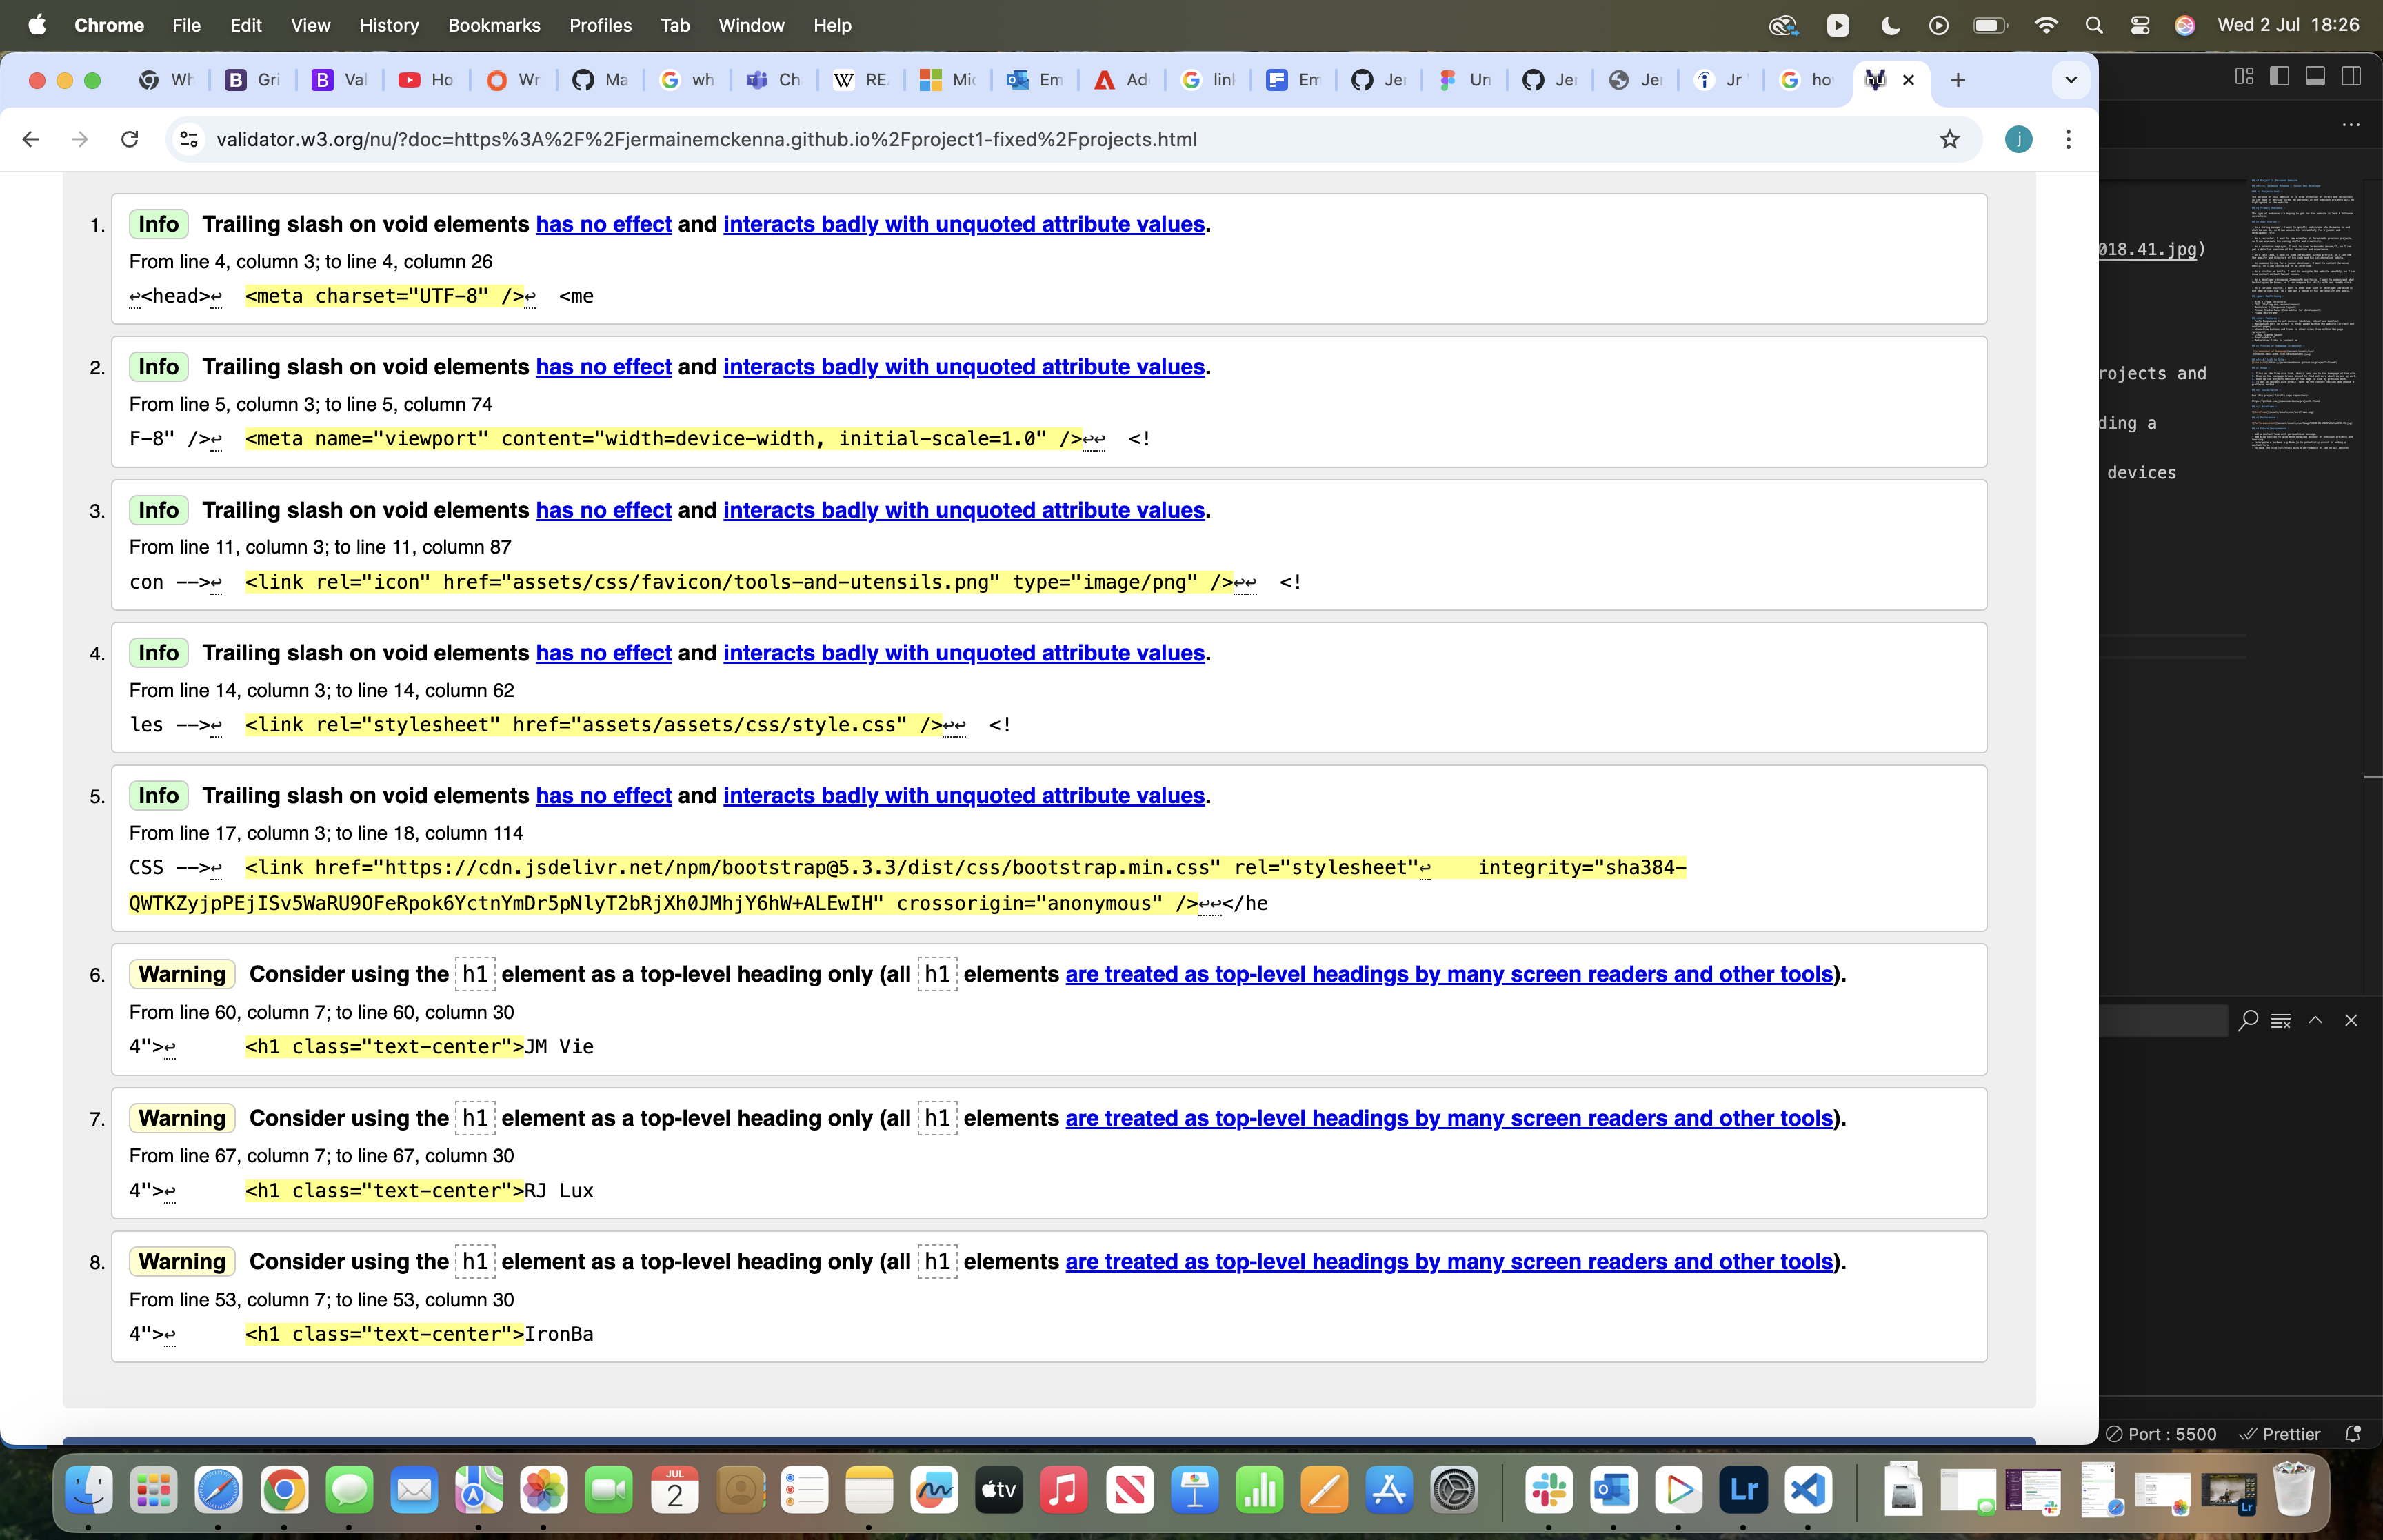 Chrome File Edit View History Bookmarks Profiles Tab Window Help Wed 2 Jul 18:26
Wh Gri Val Ho Wr Ma wh Ch RE Mic Em Ad linl Em Jer Un Jer Jer Jr ho
validator.w3.org/nu/?doc=https%3A%2F%2Fjermainemckenna.github.io%2Fproject1-fixed%2Fprojects.html j
1. Info Trailing slash on void elements has no effect and interacts badly with unquoted attribute values.
From line 4, column 3; to line 4, column 26
↩<head>↩ <meta charset="UTF-8" />↩ <me
2. Info Trailing slash on void elements has no effect and interacts badly with unquoted attribute values.
From line 5, column 3; to line 5, column 74
F-8" />↩ <meta name="viewport" content="width=device-width, initial-scale=1.0" />↩↩ <!
3. Info Trailing slash on void elements has no effect and interacts badly with unquoted attribute values.
From line 11, column 3; to line 11, column 87
con -->↩ <link rel="icon" href="assets/css/favicon/tools-and-utensils.png" type="image/png" />↩↩ <!
4. Info Trailing slash on void elements has no effect and interacts badly with unquoted attribute values.
From line 14, column 3; to line 14, column 62
les -->↩ <link rel="stylesheet" href="assets/assets/css/style.css" />↩↩ <!
5. Info Trailing slash on void elements has no effect and interacts badly with unquoted attribute values.
From line 17, column 3; to line 18, column 114
CSS -->↩ <link href="https://cdn.jsdelivr.net/npm/bootstrap@5.3.3/dist/css/bootstrap.min.css" rel="stylesheet"↩ integrity="sha384-
QWTKZyjpPEjISv5WaRU9OFeRpok6YctnYmDr5pNlyT2bRjXh0JMhjY6hW+ALEwIH" crossorigin="anonymous" />↩↩</he
6. Warning Consider using the h1 element as a top-level heading only (all h1 elements are treated as top-level headings by many screen readers and other tools).
From line 60, column 7; to line 60, column 30
4">↩ <h1 class="text-center">JM Vie
7. Warning Consider using the h1 element as a top-level heading only (all h1 elements are treated as top-level headings by many screen readers and other tools).
From line 67, column 7; to line 67, column 30
4">↩ <h1 class="text-center">RJ Lux
8. Warning Consider using the h1 element as a top-level heading only (all h1 elements are treated as top-level headings by many screen readers and other tools).
From line 53, column 7; to line 53, column 30
4">↩ <h1 class="text-center">IronBa
018.41.jpg)
rojects and
ding a
devices
Port : 5500 Prettier
JUL
2
tv
Lr
Lr